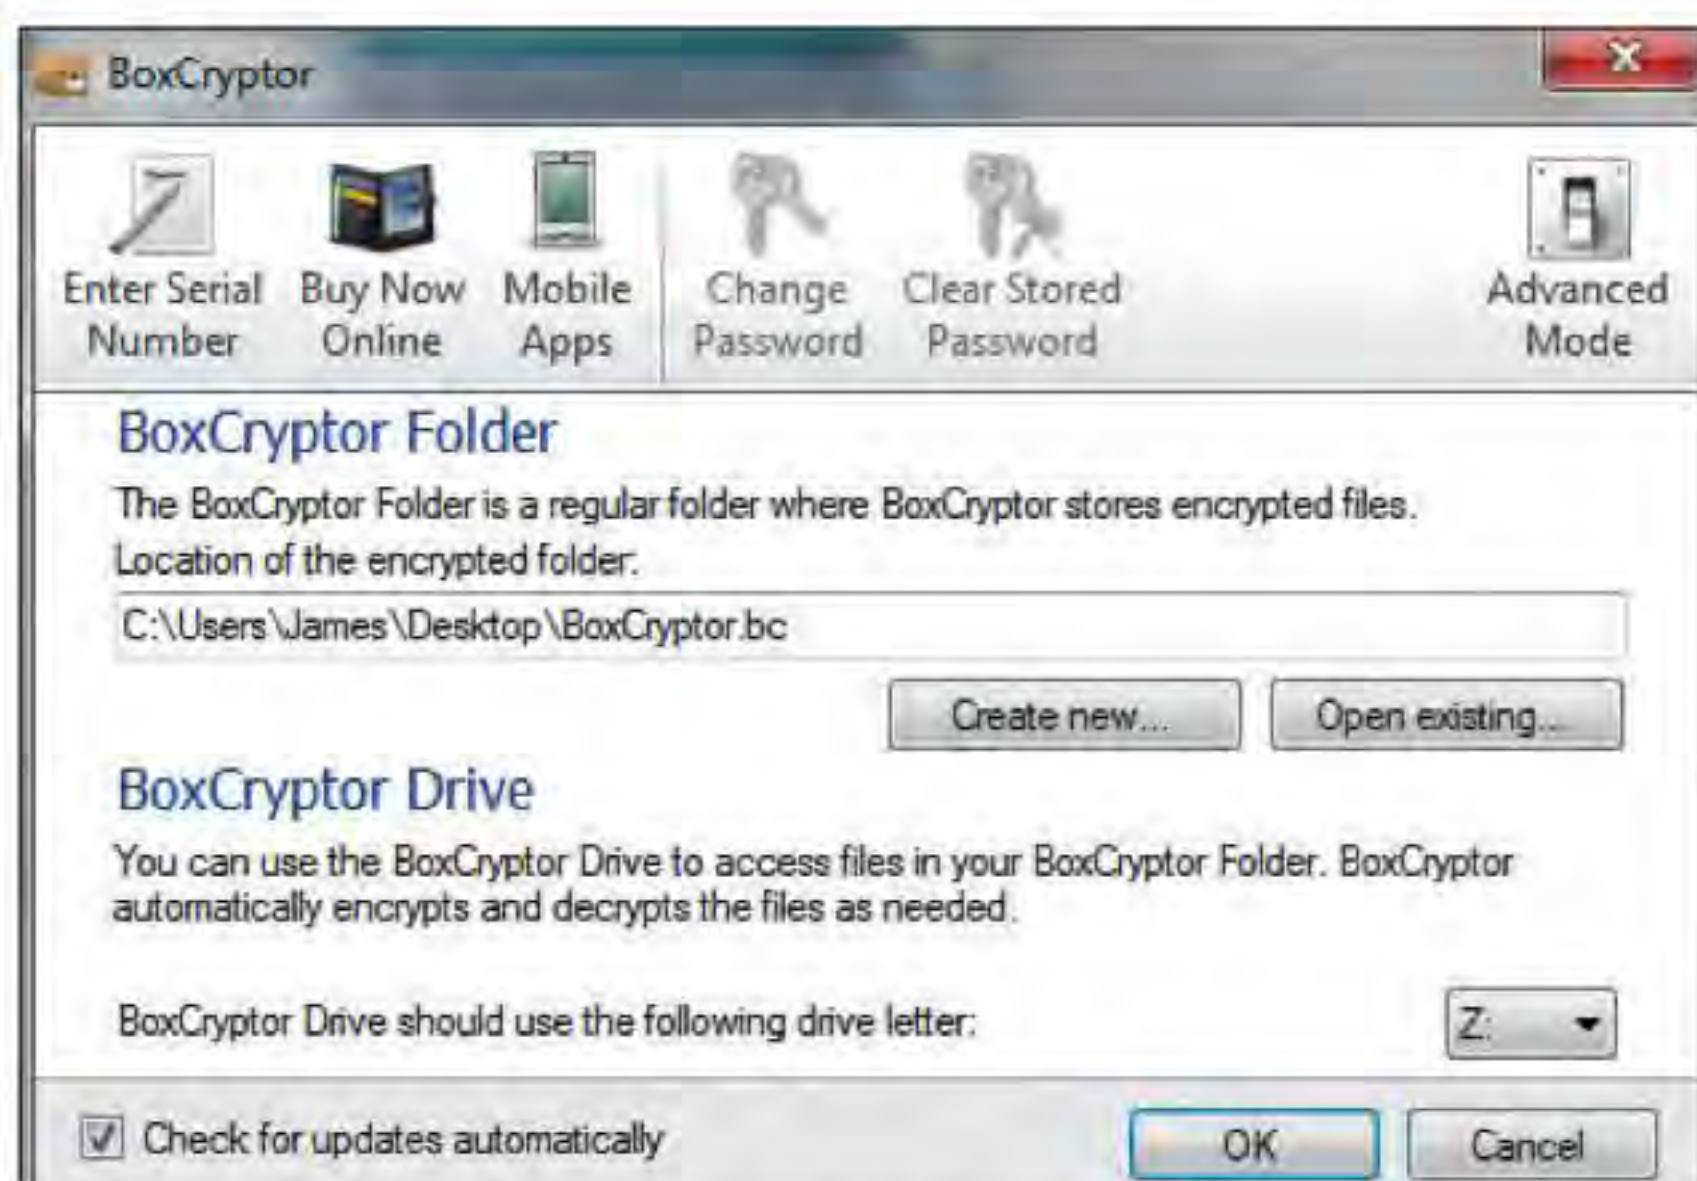 BoxCryptor
Enter Serial Number
Buy Now Online
Mobile Apps
Change Password
Clear Stored Password
Advanced Mode
BoxCryptor Folder
The BoxCryptor Folder is a regular folder where BoxCryptor stores encrypted files.
Location of the encrypted folder:
C:\Users\James\Desktop\BoxCryptor.bc
Create new...
Open existing...
BoxCryptor Drive
You can use the BoxCryptor Drive to access files in your BoxCryptor Folder. BoxCryptor
automatically encrypts and decrypts the files as needed.
BoxCryptor Drive should use the following drive letter:
Z:
Check for updates automatically
OK
Cancel